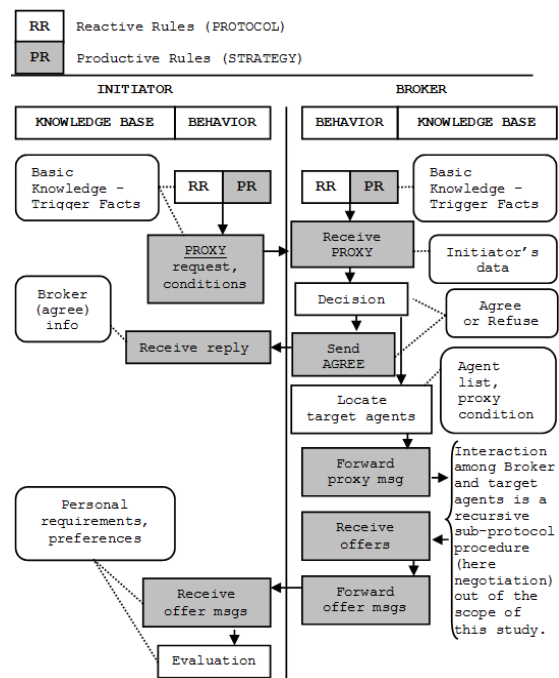 RR Reactive Rules (PROTOCOL)
PR Productive Rules (STRATEGY)
INITIATOR
BROKER
KNOWLEDGE BASE
BEHAVIOR
BEHAVIOR
KNOWLEDGE BASE
Basic
Knowledge –
Trigger Facts
RR
PR
RR
PR
Basic
Knowledge –
Trigger Facts
PROXY
request,
conditions
Receive
PROXY
Initiator's
data
Decision
Broker
(agree)
info
Agree
or Refuse
Receive reply
Send
AGREE
Agent
list,
proxy
condition
Locate
target agents
Forward
proxy msg
Interaction
among Broker
and target
agents is a
recursive
sub-protocol
procedure
(here
negotiation)
out of the
scope of
this study.
Personal
requirements,
preferences
Receive
offers
Receive
offer msgs
Forward
offer msgs
Evaluation